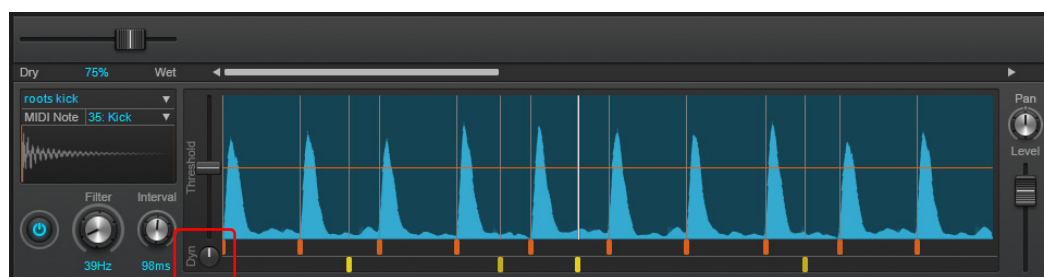 Dry 75% Wet
roots kick
MIDI Note 35: Kick
Filter Interval
39Hz 98ms
Threshold
Dyn
Pan
Level